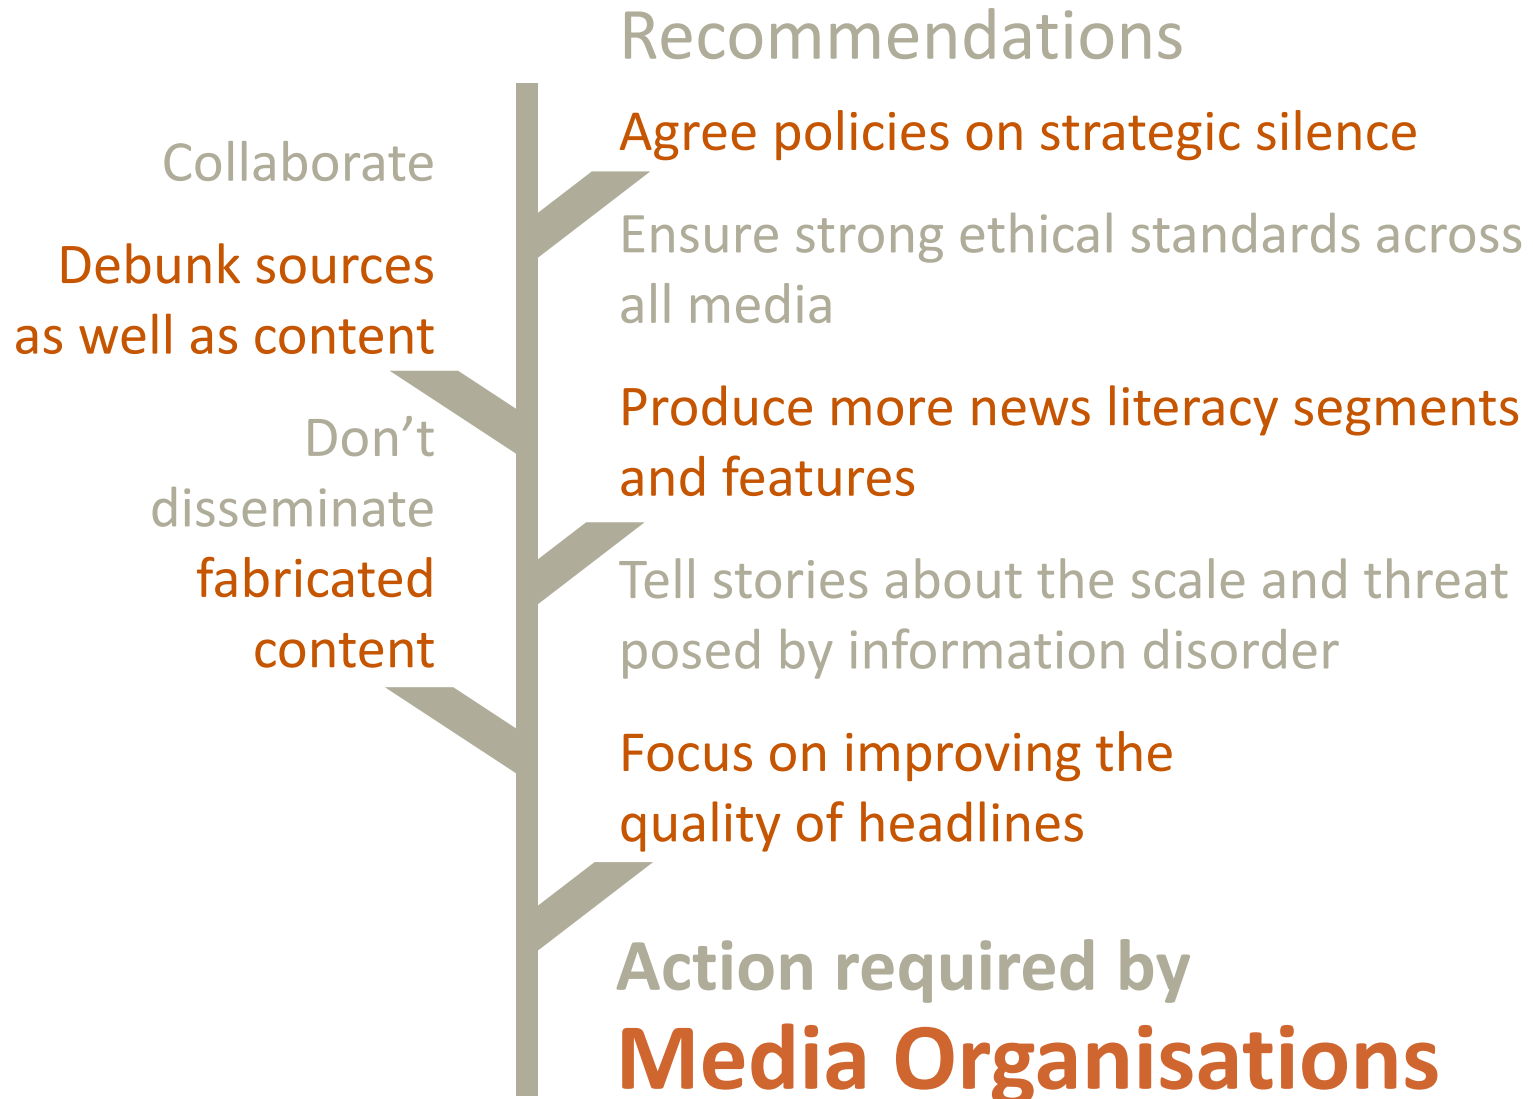 Recommendations
Collaborate
Debunk sources
as well as content
Don’t
disseminate
fabricated
content
Agree policies on strategic silence
Ensure strong ethical standards across
all media
Produce more news literacy segments
and features
Tell stories about the scale and threat
posed by information disorder
Focus on improving the
quality of headlines
Action required by
Media Organisations